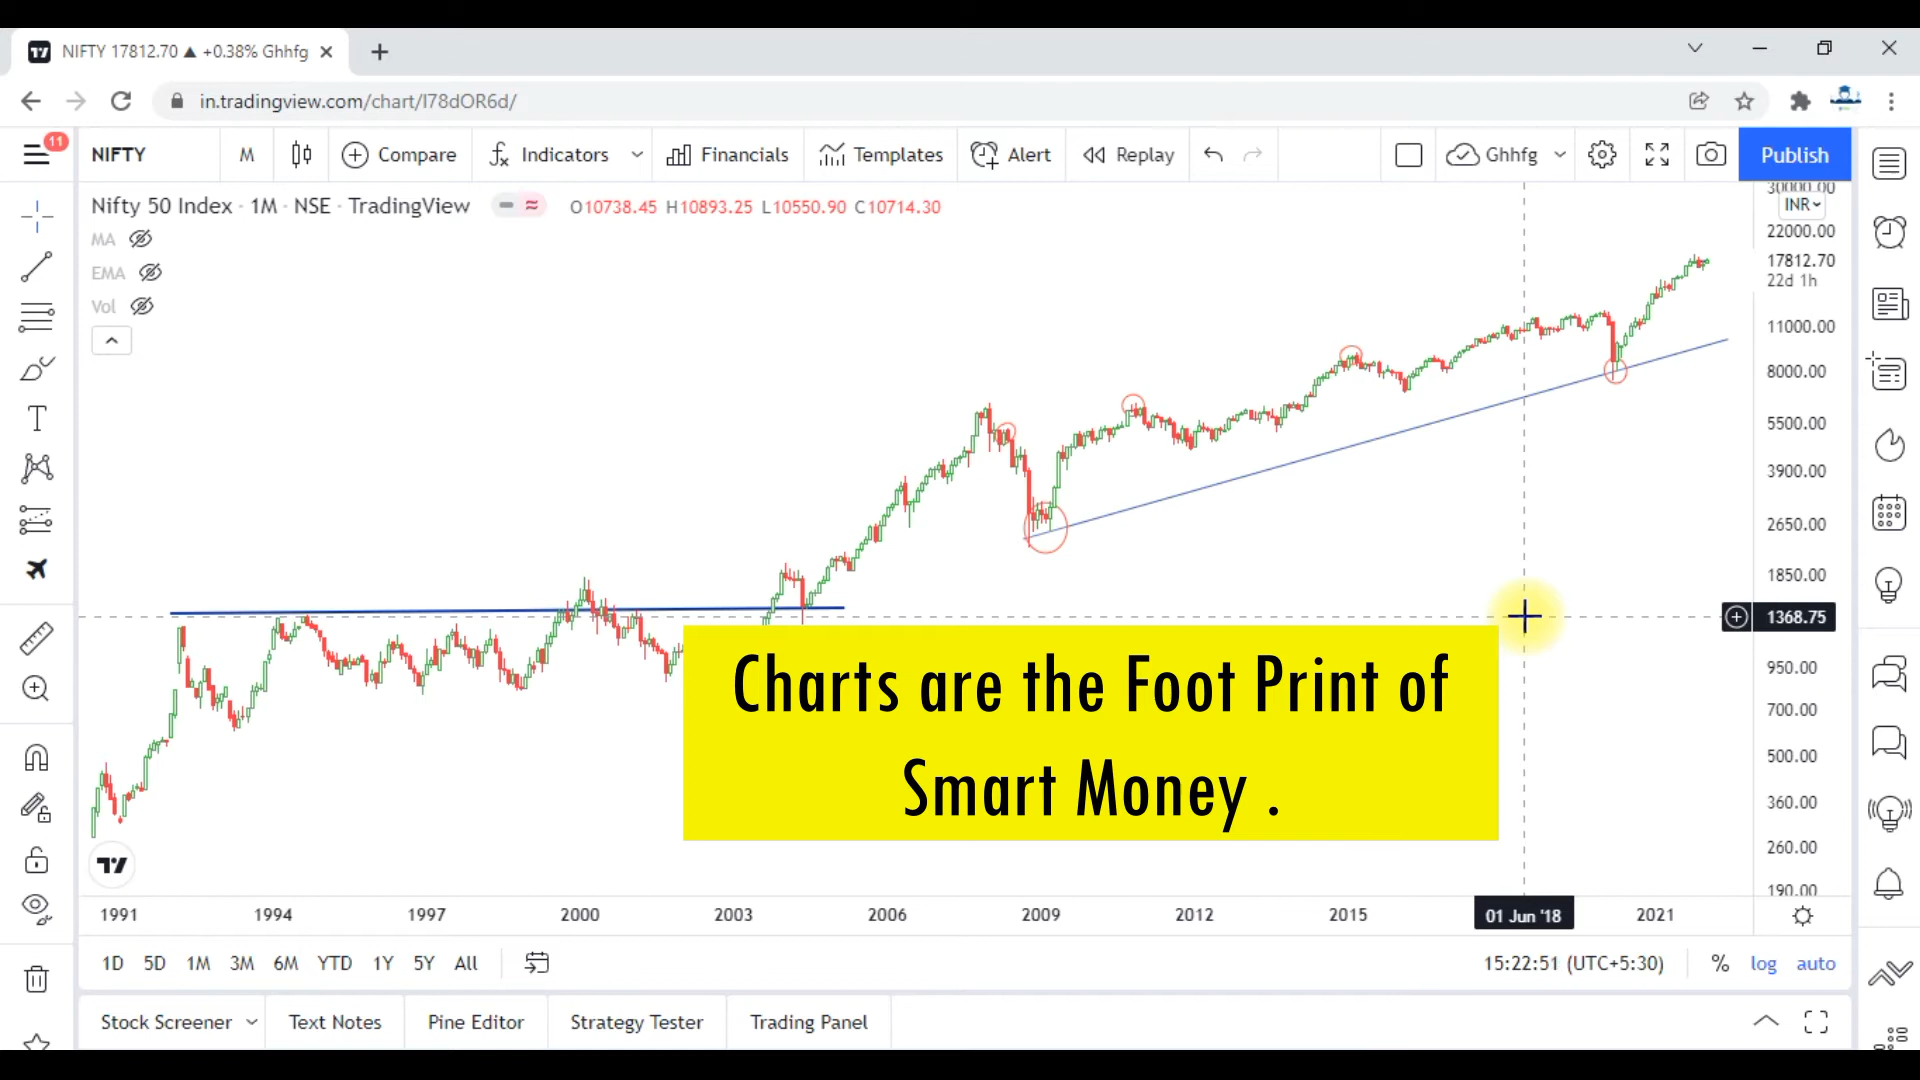 NIFTY 17812.70 ▲ +0.38% Ghhfg
in.tradingview.com/chart/I78dOR6d/
11
NIFTY M Compare Indicators Financials Templates Alert Replay Ghhfg Publish
Nifty 50 Index · 1M · NSE · TradingView O10738.45 H10893.25 L10550.90 C10714.30
MA
EMA
Vol
30000.00
INR
22000.00
17812.70
22d 1h
11000.00
8000.00
5500.00
3900.00
2650.00
1850.00
1368.75
950.00
700.00
500.00
360.00
260.00
190.00
Charts are the Foot Print of
Smart Money .
1991 1994 1997 2000 2003 2006 2009 2012 2015 01 Jun '18 2021
1D 5D 1M 3M 6M YTD 1Y 5Y All 15:22:51 (UTC+5:30) % log auto
Stock Screener Text Notes Pine Editor Strategy Tester Trading Panel